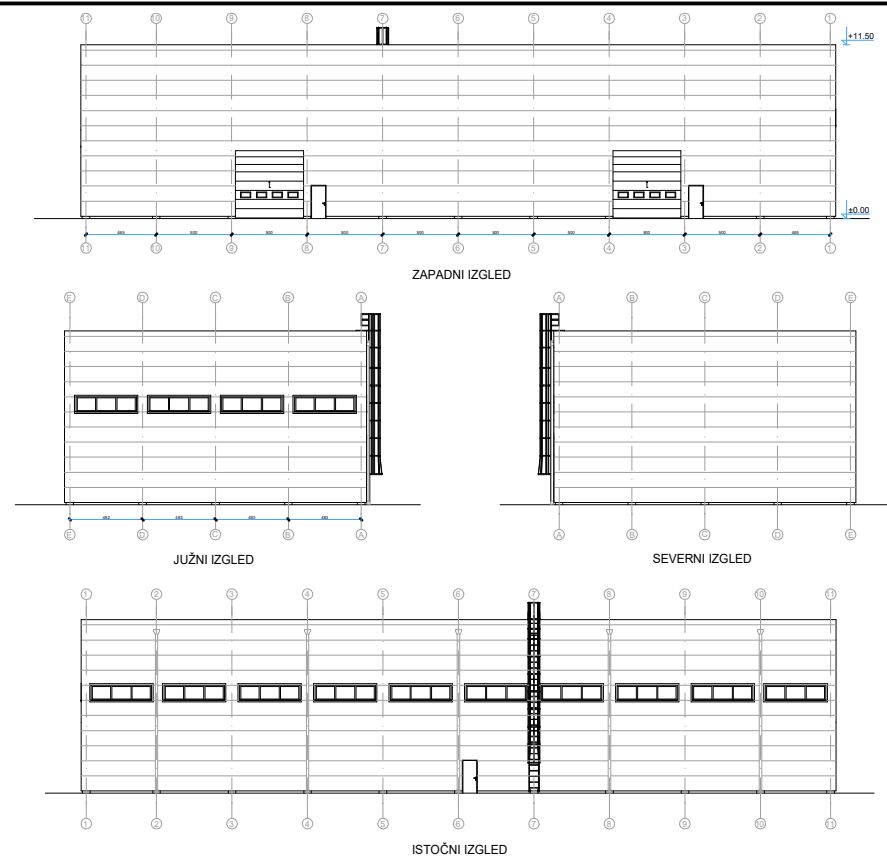 11 10 9 8 7 6 5 4 3 2 1
+11.50
±0.00
465 500 500 500 500 500 500 500 500 465
11 10 9 8 7 6 5 4 3 2 1
ZAPADNI IZGLED
E D C B A
A B C D E
E D C B A
A B C D E
JUŽNI IZGLED
SEVERNI IZGLED
1 2 3 4 5 6 7 8 9 10 11
1 2 3 4 5 6 7 8 9 10 11
ISTOČNI IZGLED